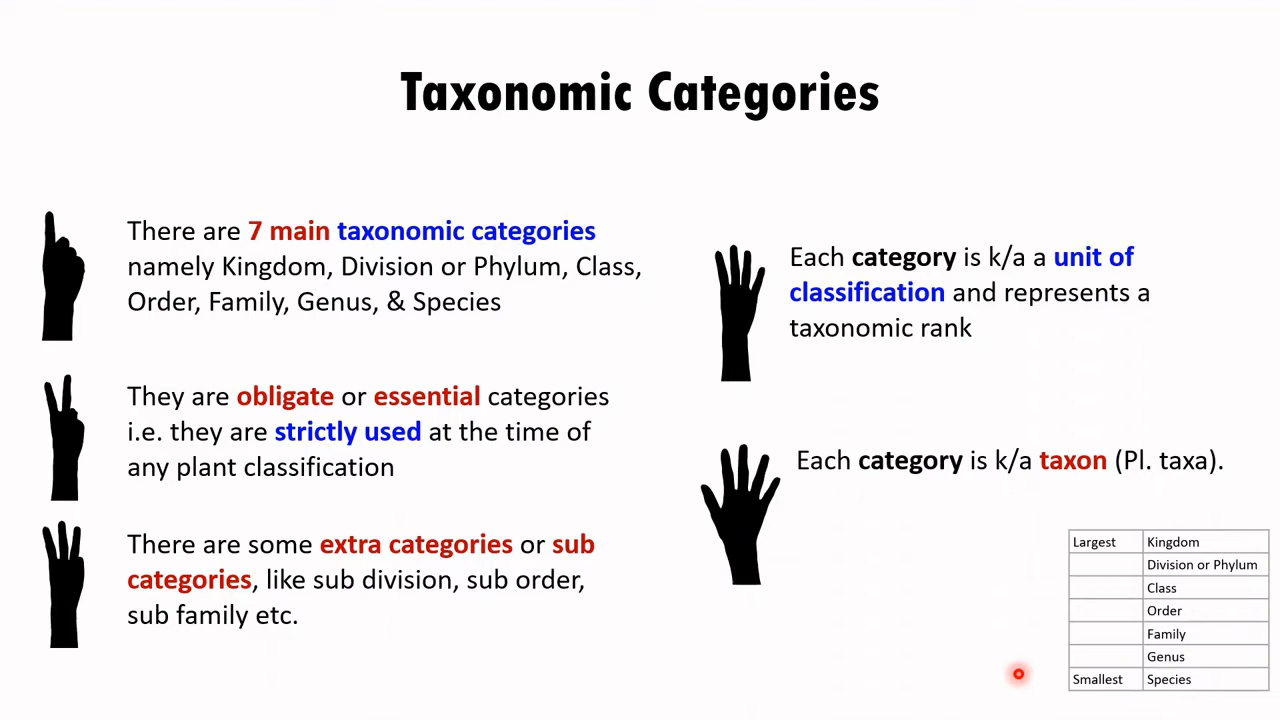 Taxonomic Categories
There are 7 main taxonomic categories
namely Kingdom, Division or Phylum, Class,
Order, Family, Genus, & Species
They are obligate or essential categories
i.e. they are strictly used at the time of
any plant classification
There are some extra categories or sub
categories, like sub division, sub order,
sub family etc.
Each category is k/a a unit of
classification and represents a
taxonomic rank
Each category is k/a taxon (Pl. taxa).
Largest Kingdom
Division or Phylum
Class
Order
Family
Genus
Smallest Species